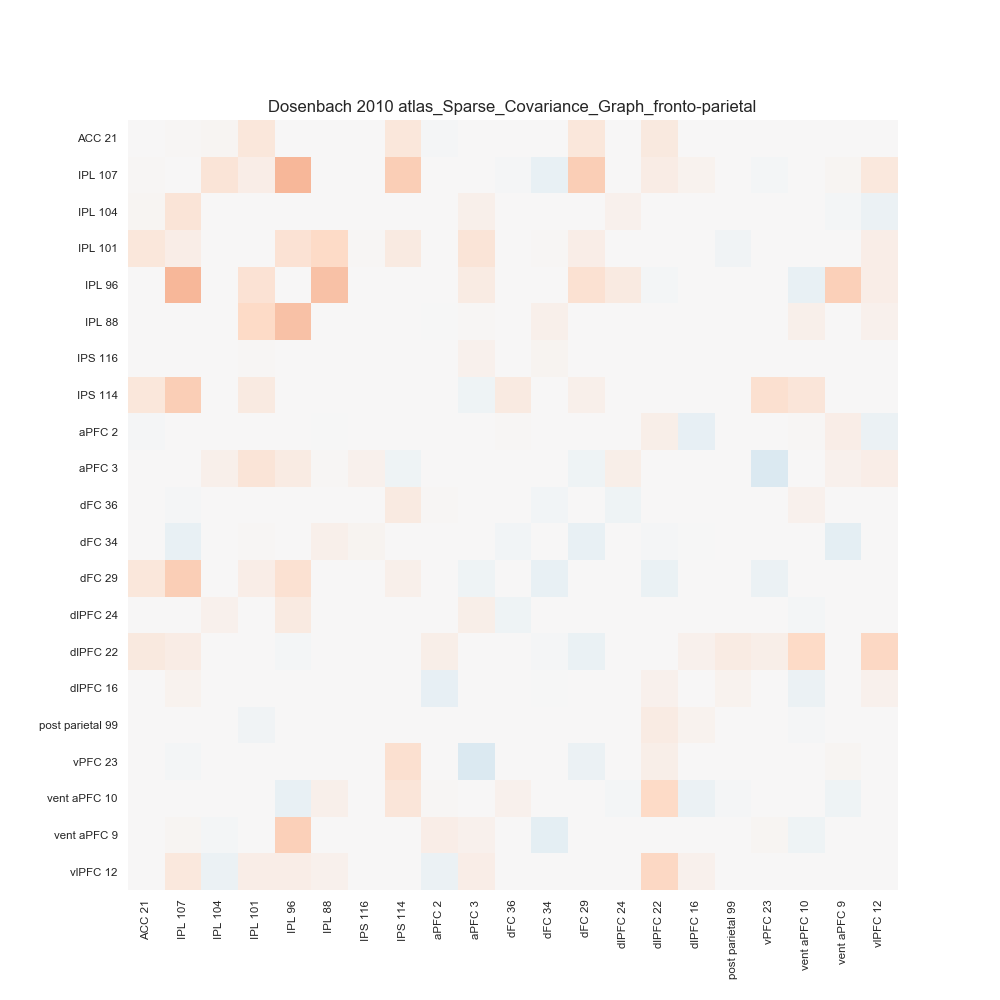 Dosenbach 2010 atlas_Sparse_Covariance_Graph_fronto-parietal
ACC 21
IPL 107
IPL 104
IPL 101
IPL 96
IPL 88
IPS 116
IPS 114
aPFC 2
aPFC 3
dFC 36
dFC 34
dFC 29
dlPFC 24
dlPFC 22
dlPFC 16
post parietal 99
vPFC 23
vent aPFC 10
vent aPFC 9
vlPFC 12
ACC 21
IPL 107
IPL 104
IPL 101
IPL 96
IPL 88
IPS 116
IPS 114
aPFC 2
aPFC 3
dFC 36
dFC 34
dFC 29
dlPFC 24
dlPFC 22
dlPFC 16
post parietal 99
vPFC 23
vent aPFC 10
vent aPFC 9
vlPFC 12